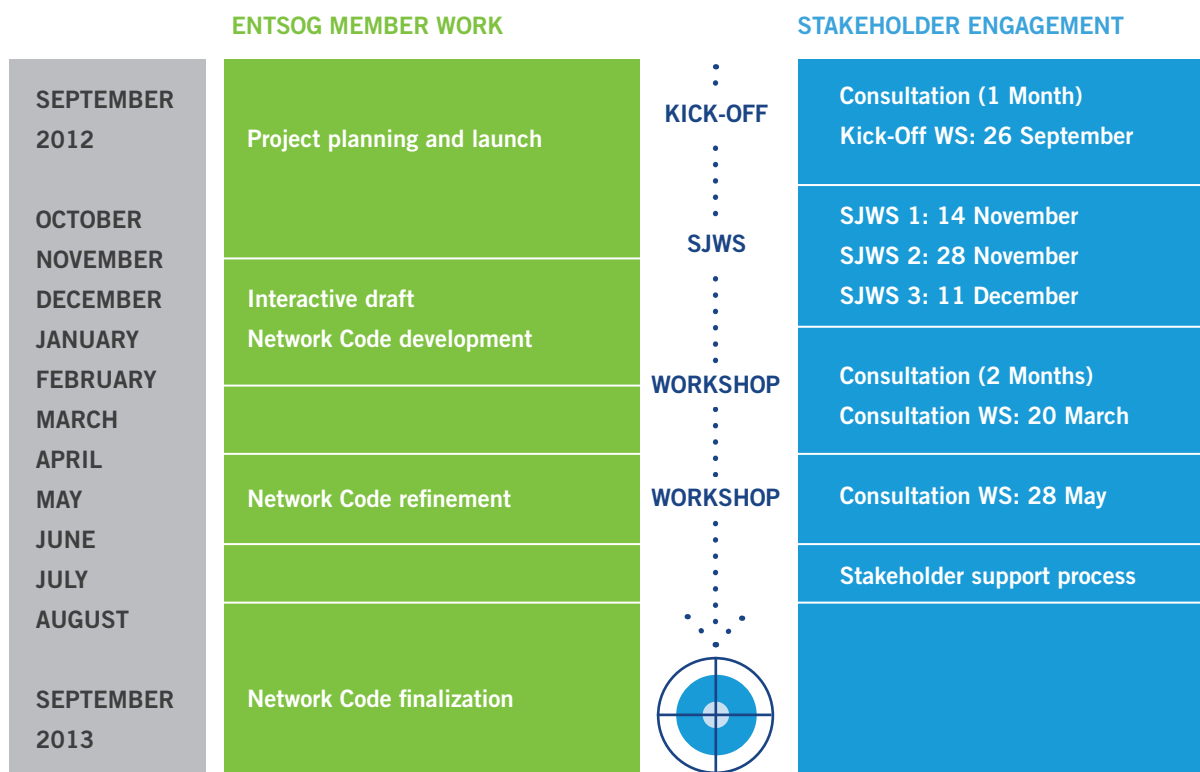 ENTSOG MEMBER WORK
STAKEHOLDER ENGAGEMENT
SEPTEMBER
2012
OCTOBER
NOVEMBER
DECEMBER
JANUARY
FEBRUARY
MARCH
APRIL
MAY
JUNE
JULY
AUGUST
SEPTEMBER
2013
Project planning and launch
Interactive draft
Network Code development
Network Code refinement
Network Code finalization
KICK-OFF
SJWS
WORKSHOP
WORKSHOP
Consultation (1 Month)
Kick-Off WS: 26 September
SJWS 1: 14 November
SJWS 2: 28 November
SJWS 3: 11 December
Consultation (2 Months)
Consultation WS: 20 March
Consultation WS: 28 May
Stakeholder support process